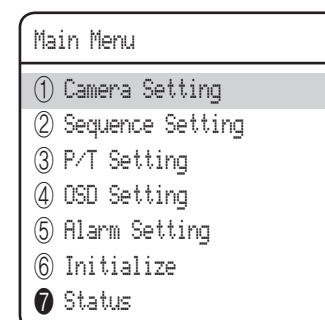 Main Menu
① Camera Setting
② Sequence Setting
③ P/T Setting
④ OSD Setting
⑤ Alarm Setting
⑥ Initialize
❼ Status